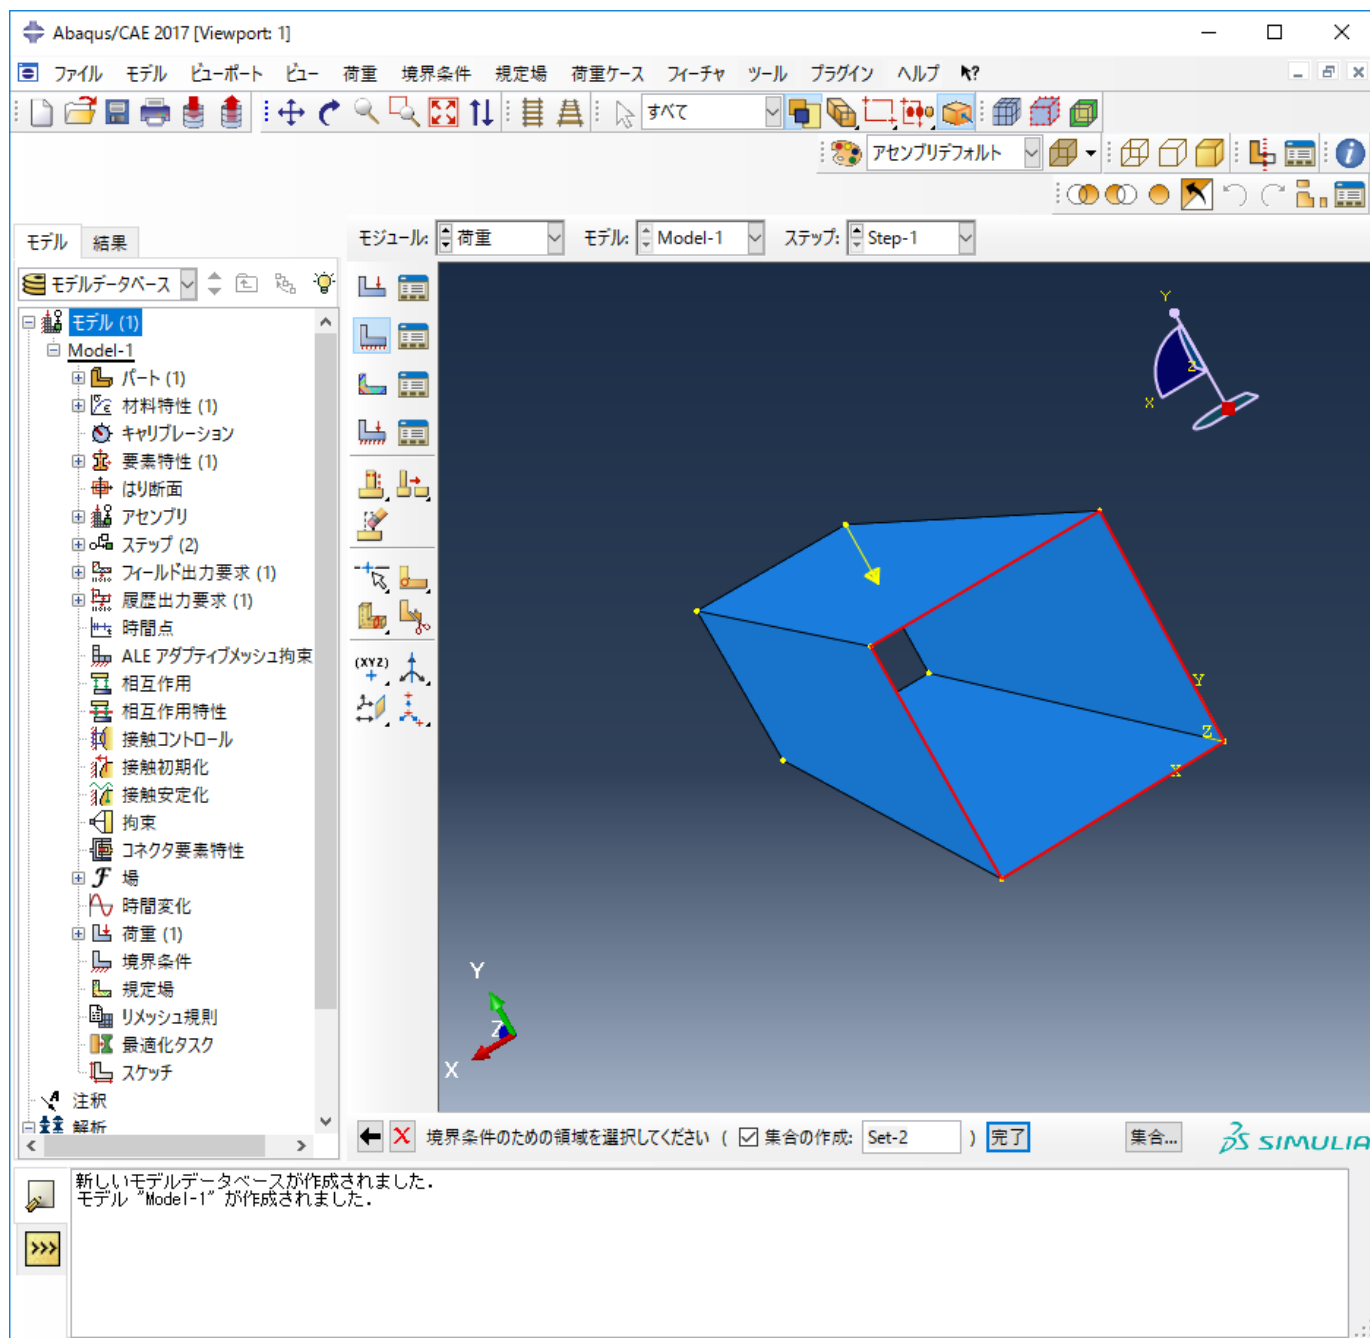 Abaqus/CAE 2017 [Viewport: 1]
ファイル モデル ビューポート ビュー 荷重 境界条件 規定場 荷重ケース フィーチャ ツール プラグイン ヘルプ
すべて
アセンブリデフォルト
モデル 結果
モジュール: 荷重 モデル: Model-1 ステップ: Step-1
モデルデータベース
モデル (1)
Model-1
パート (1)
材料特性 (1)
キャリブレーション
要素特性 (1)
はり断面
アセンブリ
ステップ (2)
フィールド出力要求 (1)
履歴出力要求 (1)
時間点
ALE アダプティブメッシュ拘束
相互作用
相互作用特性
接触コントロール
接触初期化
接触安定化
拘束
コネクタ要素特性
場
時間変化
荷重 (1)
境界条件
規定場
リメッシュ規則
最適化タスク
スケッチ
注釈
解析
(XYZ)
Y
Z
X
Y
Z
X
Y
Z
X
境界条件のための領域を選択してください ( 集合の作成: Set-2 ) 完了 集合...
SIMULIA
新しいモデルデータベースが作成されました.
モデル "Model-1" が作成されました.
>>>